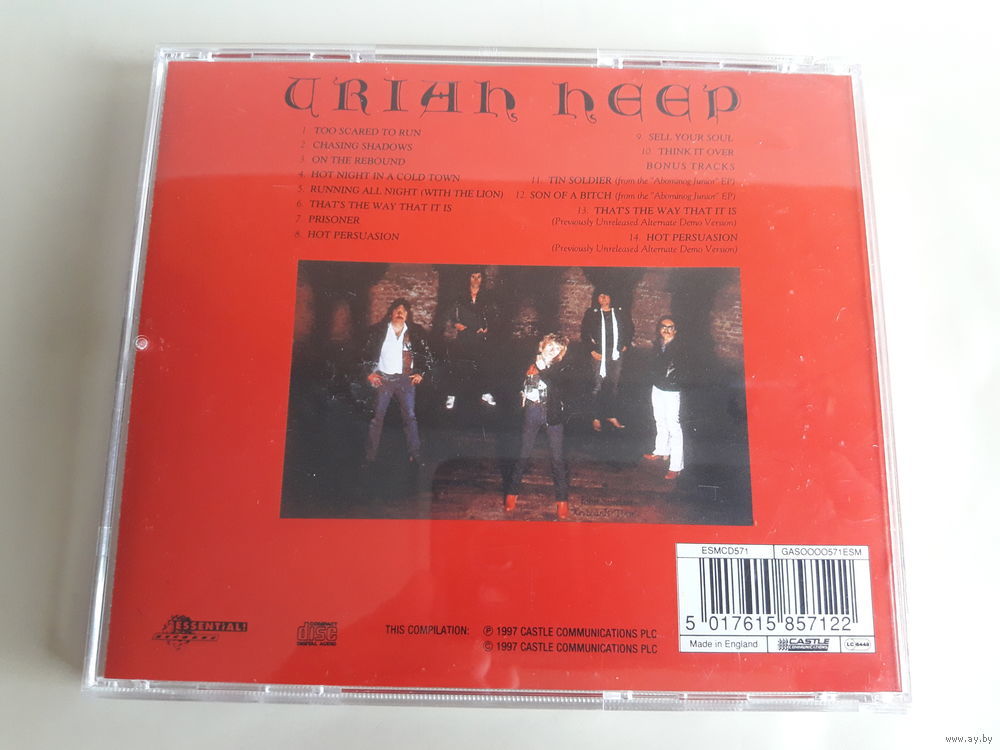 URIAH HEEP
1. TOO SCARED TO RUN
2. CHASING SHADOWS
3. ON THE REBOUND
4. HOT NIGHT IN A COLD TOWN
5. RUNNING ALL NIGHT (WITH THE LION)
6. THAT'S THE WAY THAT IT IS
7. PRISONER
8. HOT PERSUASION
9. SELL YOUR SOUL
10. THINK IT OVER
BONUS TRACKS
11. TIN SOLDIER (from the "Abominog Junior" EP)
12. SON OF A BITCH (from the "Abominog Junior" EP)
13. THAT'S THE WAY THAT IT IS
(Previously Unreleased Alternate Demo Version)
14. HOT PERSUASION
(Previously Unreleased Alternate Demo Version)
ESMCD571 GAS0000571ESM
5 017615 857122
Made in England CASTLE COMMUNICATIONS LC 6448
ESSENTIAL!
COMPACT disc DIGITAL AUDIO
THIS COMPILATION: ℗ 1997 CASTLE COMMUNICATIONS PLC
© 1997 CASTLE COMMUNICATIONS PLC
www.ay.by